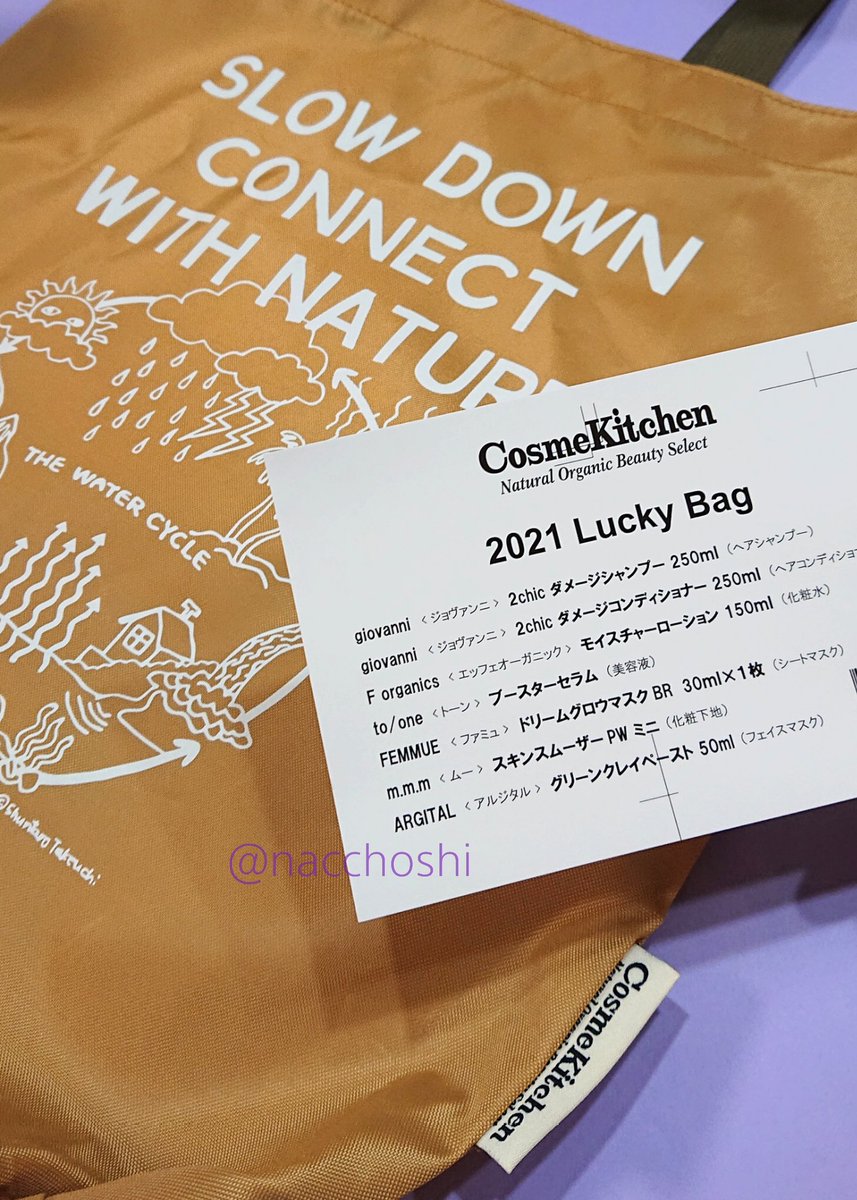 SLOW DOWN
CONNECT
WITH NATURE
THE WATER CYCLE
CosmeKitchen
Natural Organic Beauty Select
2021 Lucky Bag
giovanni 〈ジョヴァンニ〉 2chic ダメージシャンプー 250ml（ヘアシャンプー）
giovanni 〈ジョヴァンニ〉 2chic ダメージコンディショナー 250ml（ヘアコンディショ
F organics〈エッフェオーガニック〉 モイスチャーローション 150ml（化粧水）
to/one〈トーン〉 ブースターセラム（美容液）
FEMMUE〈ファミュ〉 ドリームグロウマスク BR 30ml×1枚（シートマスク）
m.m.m〈ムー〉 スキンスムーザー PW ミニ（化粧下地）
ARGITAL〈アルジタル〉 グリーンクレイペースト 50ml（フェイスマスク）
@nacchoshi
CosmeKitchen